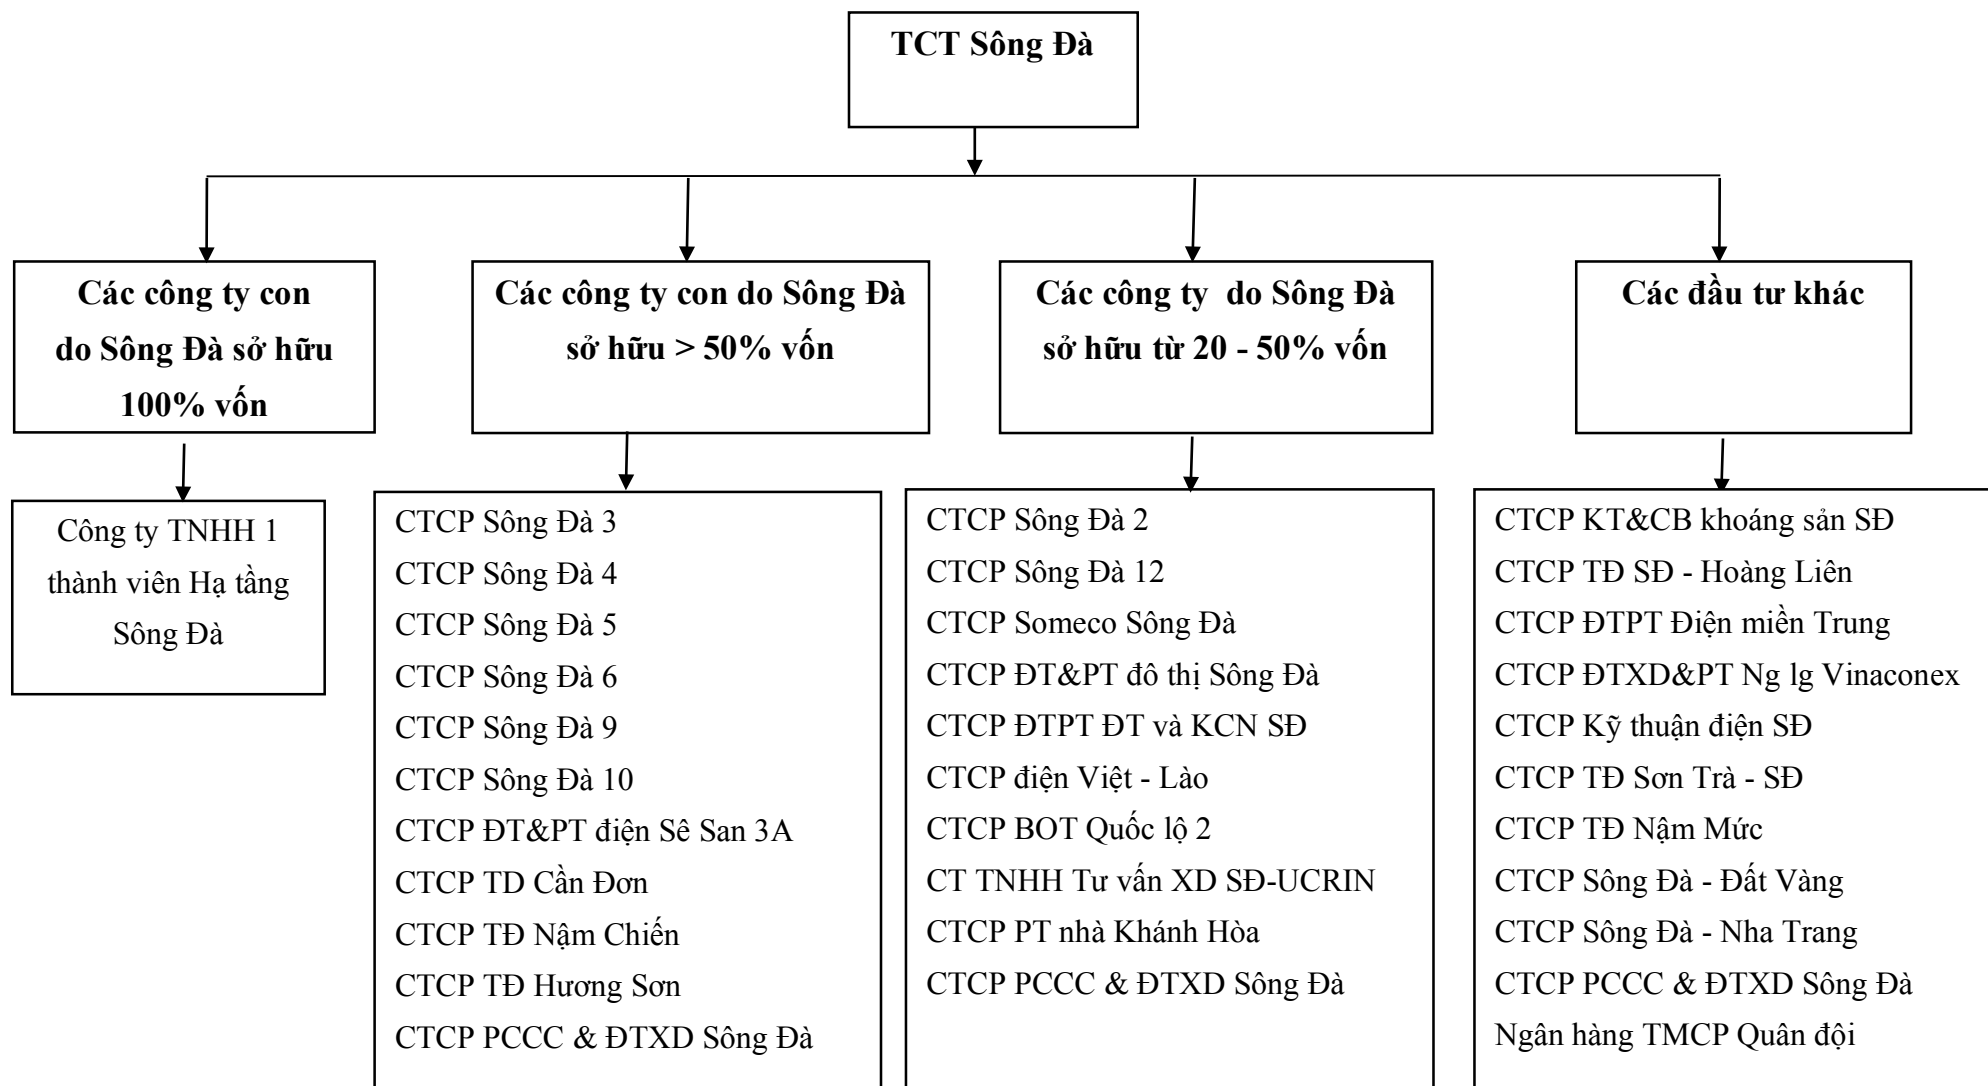 TCT Sông Đà
Các công ty con
do Sông Đà sở hữu
100% vốn
Các công ty con do Sông Đà
sở hữu > 50% vốn
Các công ty do Sông Đà
sở hữu từ 20 - 50% vốn
Các đầu tư khác
Công ty TNHH 1
thành viên Hạ tầng
Sông Đà
CTCP Sông Đà 3
CTCP Sông Đà 4
CTCP Sông Đà 5
CTCP Sông Đà 6
CTCP Sông Đà 9
CTCP Sông Đà 10
CTCP ĐT&PT điện Sê San 3A
CTCP TD Cần Đơn
CTCP TĐ Nậm Chiến
CTCP TĐ Hương Sơn
CTCP PCCC & ĐTXD Sông Đà
CTCP Sông Đà 2
CTCP Sông Đà 12
CTCP Someco Sông Đà
CTCP ĐT&PT đô thị Sông Đà
CTCP ĐTPT ĐT và KCN SĐ
CTCP điện Việt - Lào
CTCP BOT Quốc lộ 2
CT TNHH Tư vấn XD SĐ-UCRIN
CTCP PT nhà Khánh Hòa
CTCP PCCC & ĐTXD Sông Đà
CTCP KT&CB khoáng sản SĐ
CTCP TĐ SĐ - Hoàng Liên
CTCP ĐTPT Điện miền Trung
CTCP ĐTXD&PT Ng lg Vinaconex
CTCP Kỹ thuận điện SĐ
CTCP TĐ Sơn Trà - SĐ
CTCP TĐ Nậm Mức
CTCP Sông Đà - Đất Vàng
CTCP Sông Đà - Nha Trang
CTCP PCCC & ĐTXD Sông Đà
Ngân hàng TMCP Quân đội